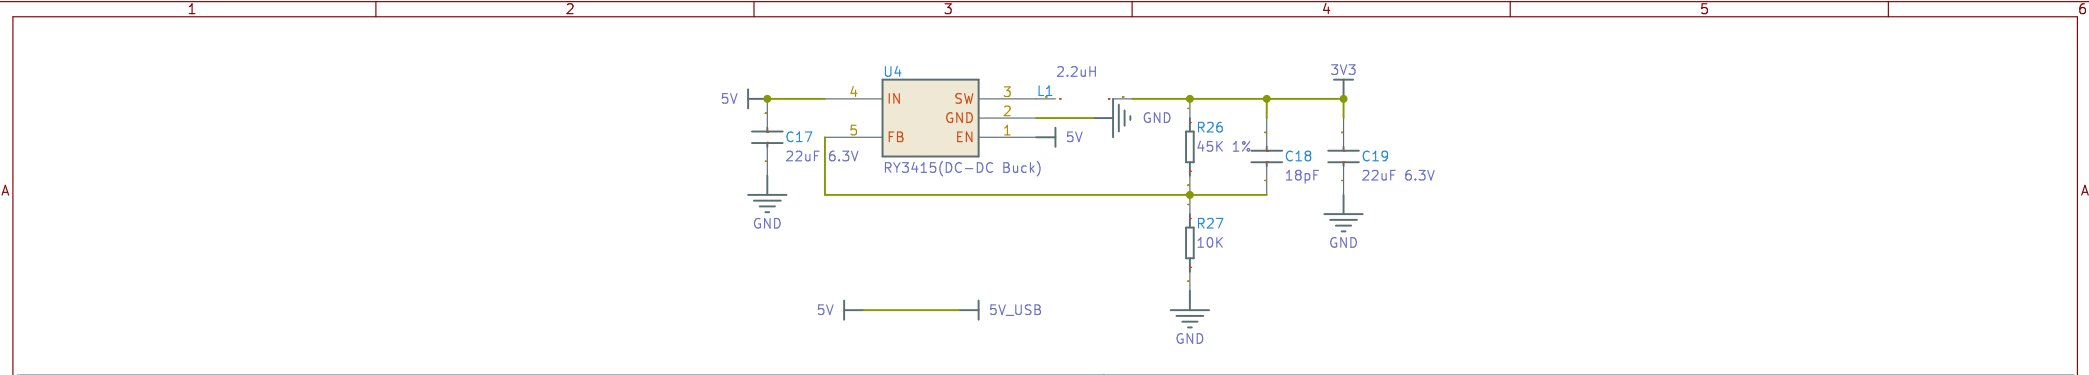 1 2 3 4 5 6
U4
2.2uH
3V3
5V
4
IN
SW
3
L1
GND
2
GND
C17
22uF 6.3V
5
FB
EN
1
5V
RY3415(DC-DC Buck)
R26
45K 1%
C18
18pF
C19
22uF 6.3V
A
A
GND
R27
10K
GND
5V
5V_USB
GND